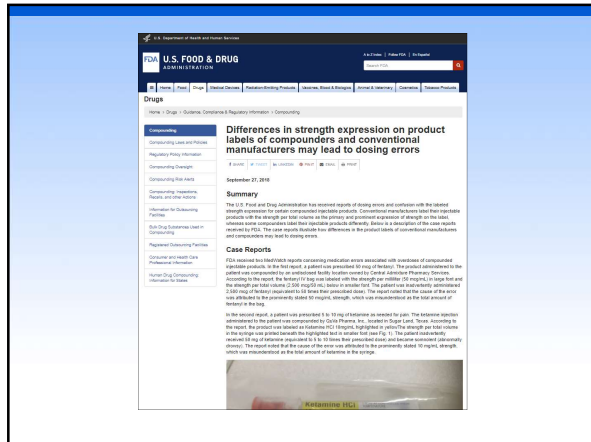 U.S. Department of Health and Human Services
A to Z Index | Follow FDA | En Español
FDA U.S. FOOD & DRUG
ADMINISTRATION
Search FDA
Home Food Drugs Medical Devices Radiation-Emitting Products Vaccines, Blood & Biologics Animal & Veterinary Cosmetics Tobacco Products
Drugs
Home > Drugs > Guidance, Compliance & Regulatory Information > Compounding
Compounding
Compounding Laws and Policies
Regulatory Policy Information
Compounding Oversight
Compounding Risk Alerts
Compounding: Inspections,
Recalls, and other Actions
Information for Outsourcing
Facilities
Bulk Drug Substances Used in
Compounding
Registered Outsourcing Facilities
Consumer and Health Care
Professional Information
Human Drug Compounding
Information for States
Differences in strength expression on product
labels of compounders and conventional
manufacturers may lead to dosing errors
SHARE TWEET LINKEDIN PIN IT EMAIL PRINT
September 27, 2018
Summary
The U.S. Food and Drug Administration has received reports of dosing errors and confusion with the labeled
strength expression for certain compounded injectable products. Conventional manufacturers label their injectable
products with the strength per total volume as the primary and prominent expression of strength on the label,
whereas some compounders label their injectable products differently. Below is a description of the case reports
received by FDA. The case reports illustrate how differences in the product labels of conventional manufacturers
and compounders may lead to dosing errors.
Case Reports
FDA received two MedWatch reports concerning medication errors associated with overdoses of compounded
injectable products. In the first report, a patient was prescribed 50 mcg of fentanyl. The product administered to the
patient was compounded by an undisclosed facility location owned by Central Admixture Pharmacy Services.
According to the report, the fentanyl IV bag was labeled with the strength per milliliter (50 mcg/mL) in large font and
the strength per total volume (2,500 mcg/50 mL) below in smaller font. The patient was inadvertently administered
2,500 mcg of fentanyl (equivalent to 50 times their prescribed dose). The report noted that the cause of the error
was attributed to the prominently stated 50 mcg/mL strength, which was misunderstood as the total amount of
fentanyl in the bag.
In the second report, a patient was prescribed 5 to 10 mg of ketamine as needed for pain. The ketamine injection
administered to the patient was compounded by QuVa Pharma, Inc., located in Sugar Land, Texas. According to
the report, the product was labeled as Ketamine HCl 10mg/mL highlighted in yellowThe strength per total volume
in the syringe was printed beneath the highlighted text in smaller font (see Fig. 1). The patient inadvertently
received 50 mg of ketamine (equivalent to 5 to 10 times their prescribed dose) and became somnolent (abnormally
drowsy). The report noted that the cause of the error was attributed to the prominently stated 10 mg/mL strength,
which was misunderstood as the total amount of ketamine in the syringe.
Ketamine HCl